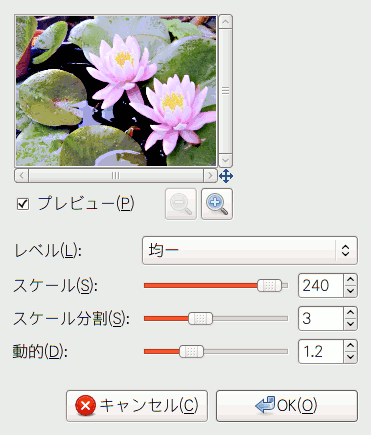 プレビュー(P)
レベル(L): 均一
スケール(S): 240
スケール分割(S): 3
動的(D): 1.2
キャンセル(C) OK(O)